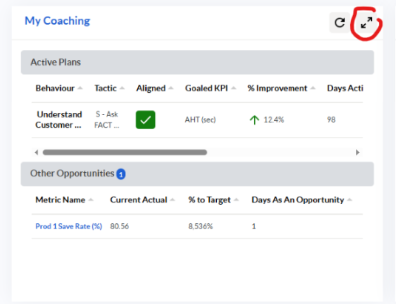 My Coaching
Active Plans
Behaviour Tactic Aligned Goaled KPI % Improvement Days Acti
Understand Customer ... S - Ask FACT ... AHT (sec) 12.4% 98
Other Opportunities 1
Metric Name Current Actual % to Target Days As An Opportunity
Prod 1 Save Rate (%) 80.56 8,536% 1